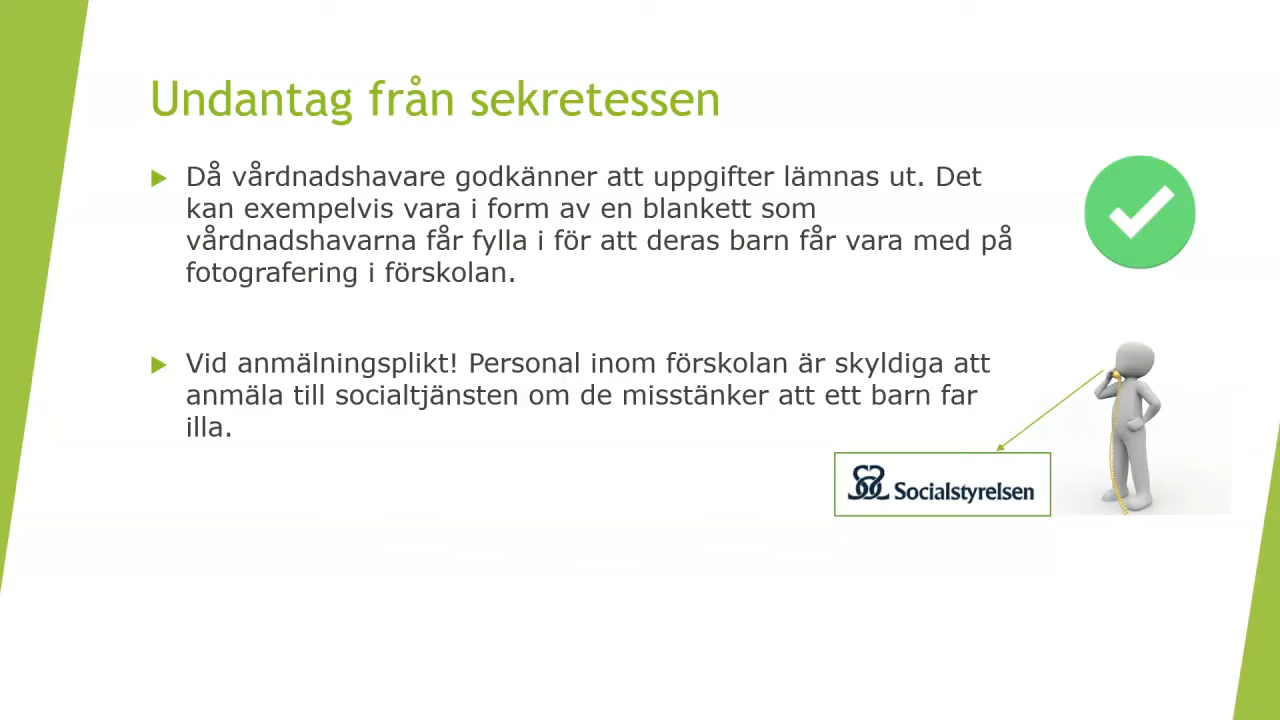 Undantag från sekretessen
Då vårdnadshavare godkänner att uppgifter lämnas ut. Det
kan exempelvis vara i form av en blankett som
vårdnadshavarna får fylla i för att deras barn får vara med på
fotografering i förskolan.
Vid anmälningsplikt! Personal inom förskolan är skyldiga att
anmäla till socialtjänsten om de misstänker att ett barn far
illa.
Socialstyrelsen